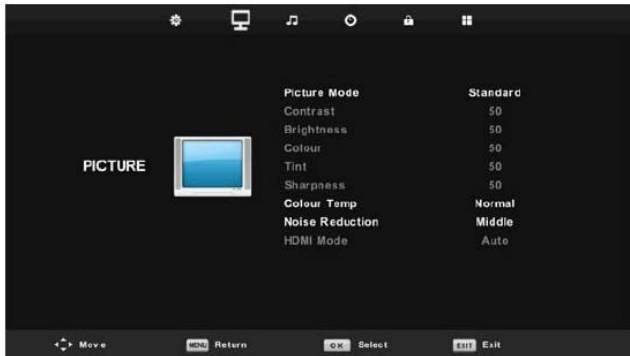 Picture Mode Standard
Contrast 50
Brightness 50
Colour 50
PICTURE
Tint 50
Sharpness 50
Colour Temp Normal
Noise Reduction Middle
HDMI Mode Auto
Move MENU Return OK Select EXIT Exit